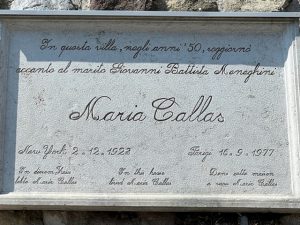 In questa villa, negli anni '50, soggiornò
accanto al marito Giovanni Battista Meneghini
Maria Callas
New York 2-12-1923 Parigi 16-9-1977
In diesem Haus In this house Dans cette maison
lebte Maria Callas lived Maria Callas a vécu Maria Callas